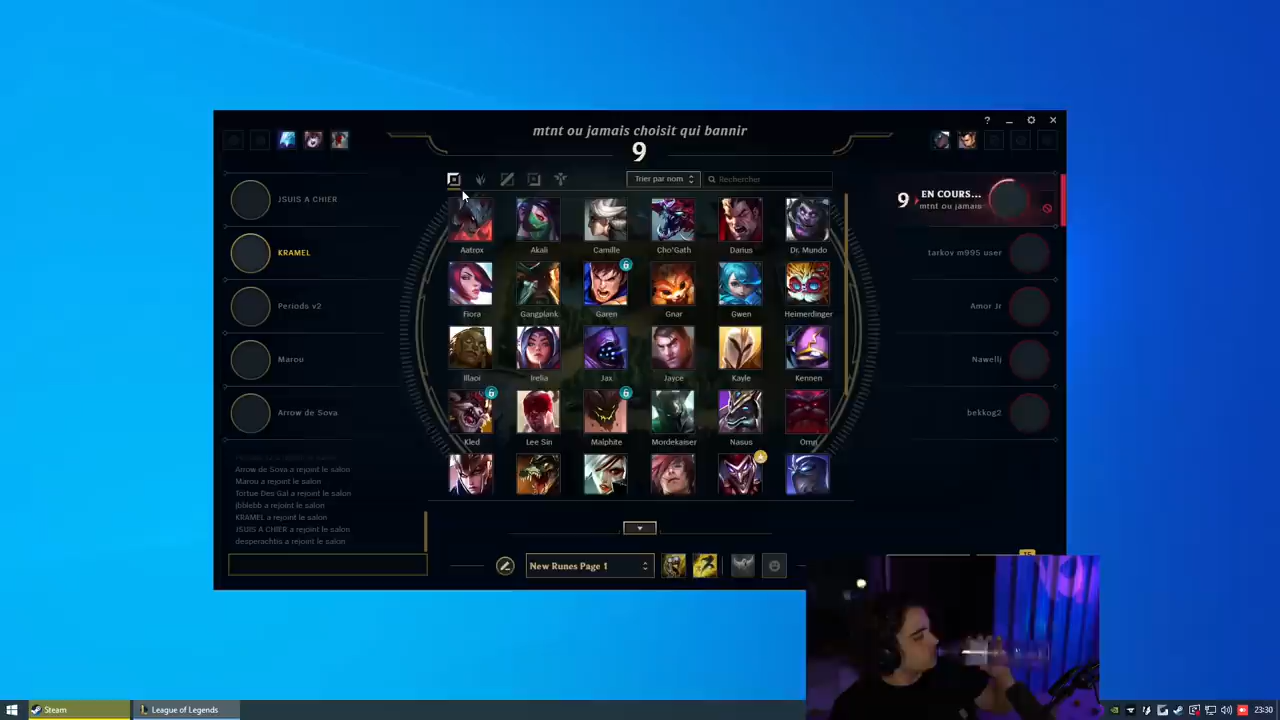 mtnt ou jamais choisit qui bannir
9
Trier par nom
Rechercher
JSUIS A CHIER
KRAMEL
Periods v2
Marou
Arrow de Sova
9
EN COURS...
mtnt ou jamais
tarkov m995 user
Amor Jr
Nawellj
bekkog2
Aatrox Akali Camille Cho'Gath Darius Dr. Mundo
Fiora Gangplank Garen Gnar Gwen Heimerdinger
Illaoi Irelia Jax Jayce Kayle Kennen
Kled Lee Sin Malphite Mordekaiser Nasus Ornn
Arrow de Sova a rejoint le salon
Marou a rejoint le salon
Tortue Des Gal a rejoint le salon
jbblebb a rejoint le salon
KRAMEL a rejoint le salon
JSUIS A CHIER a rejoint le salon
desperachtis a rejoint le salon
New Runes Page 1
Steam
League of Legends
23:30